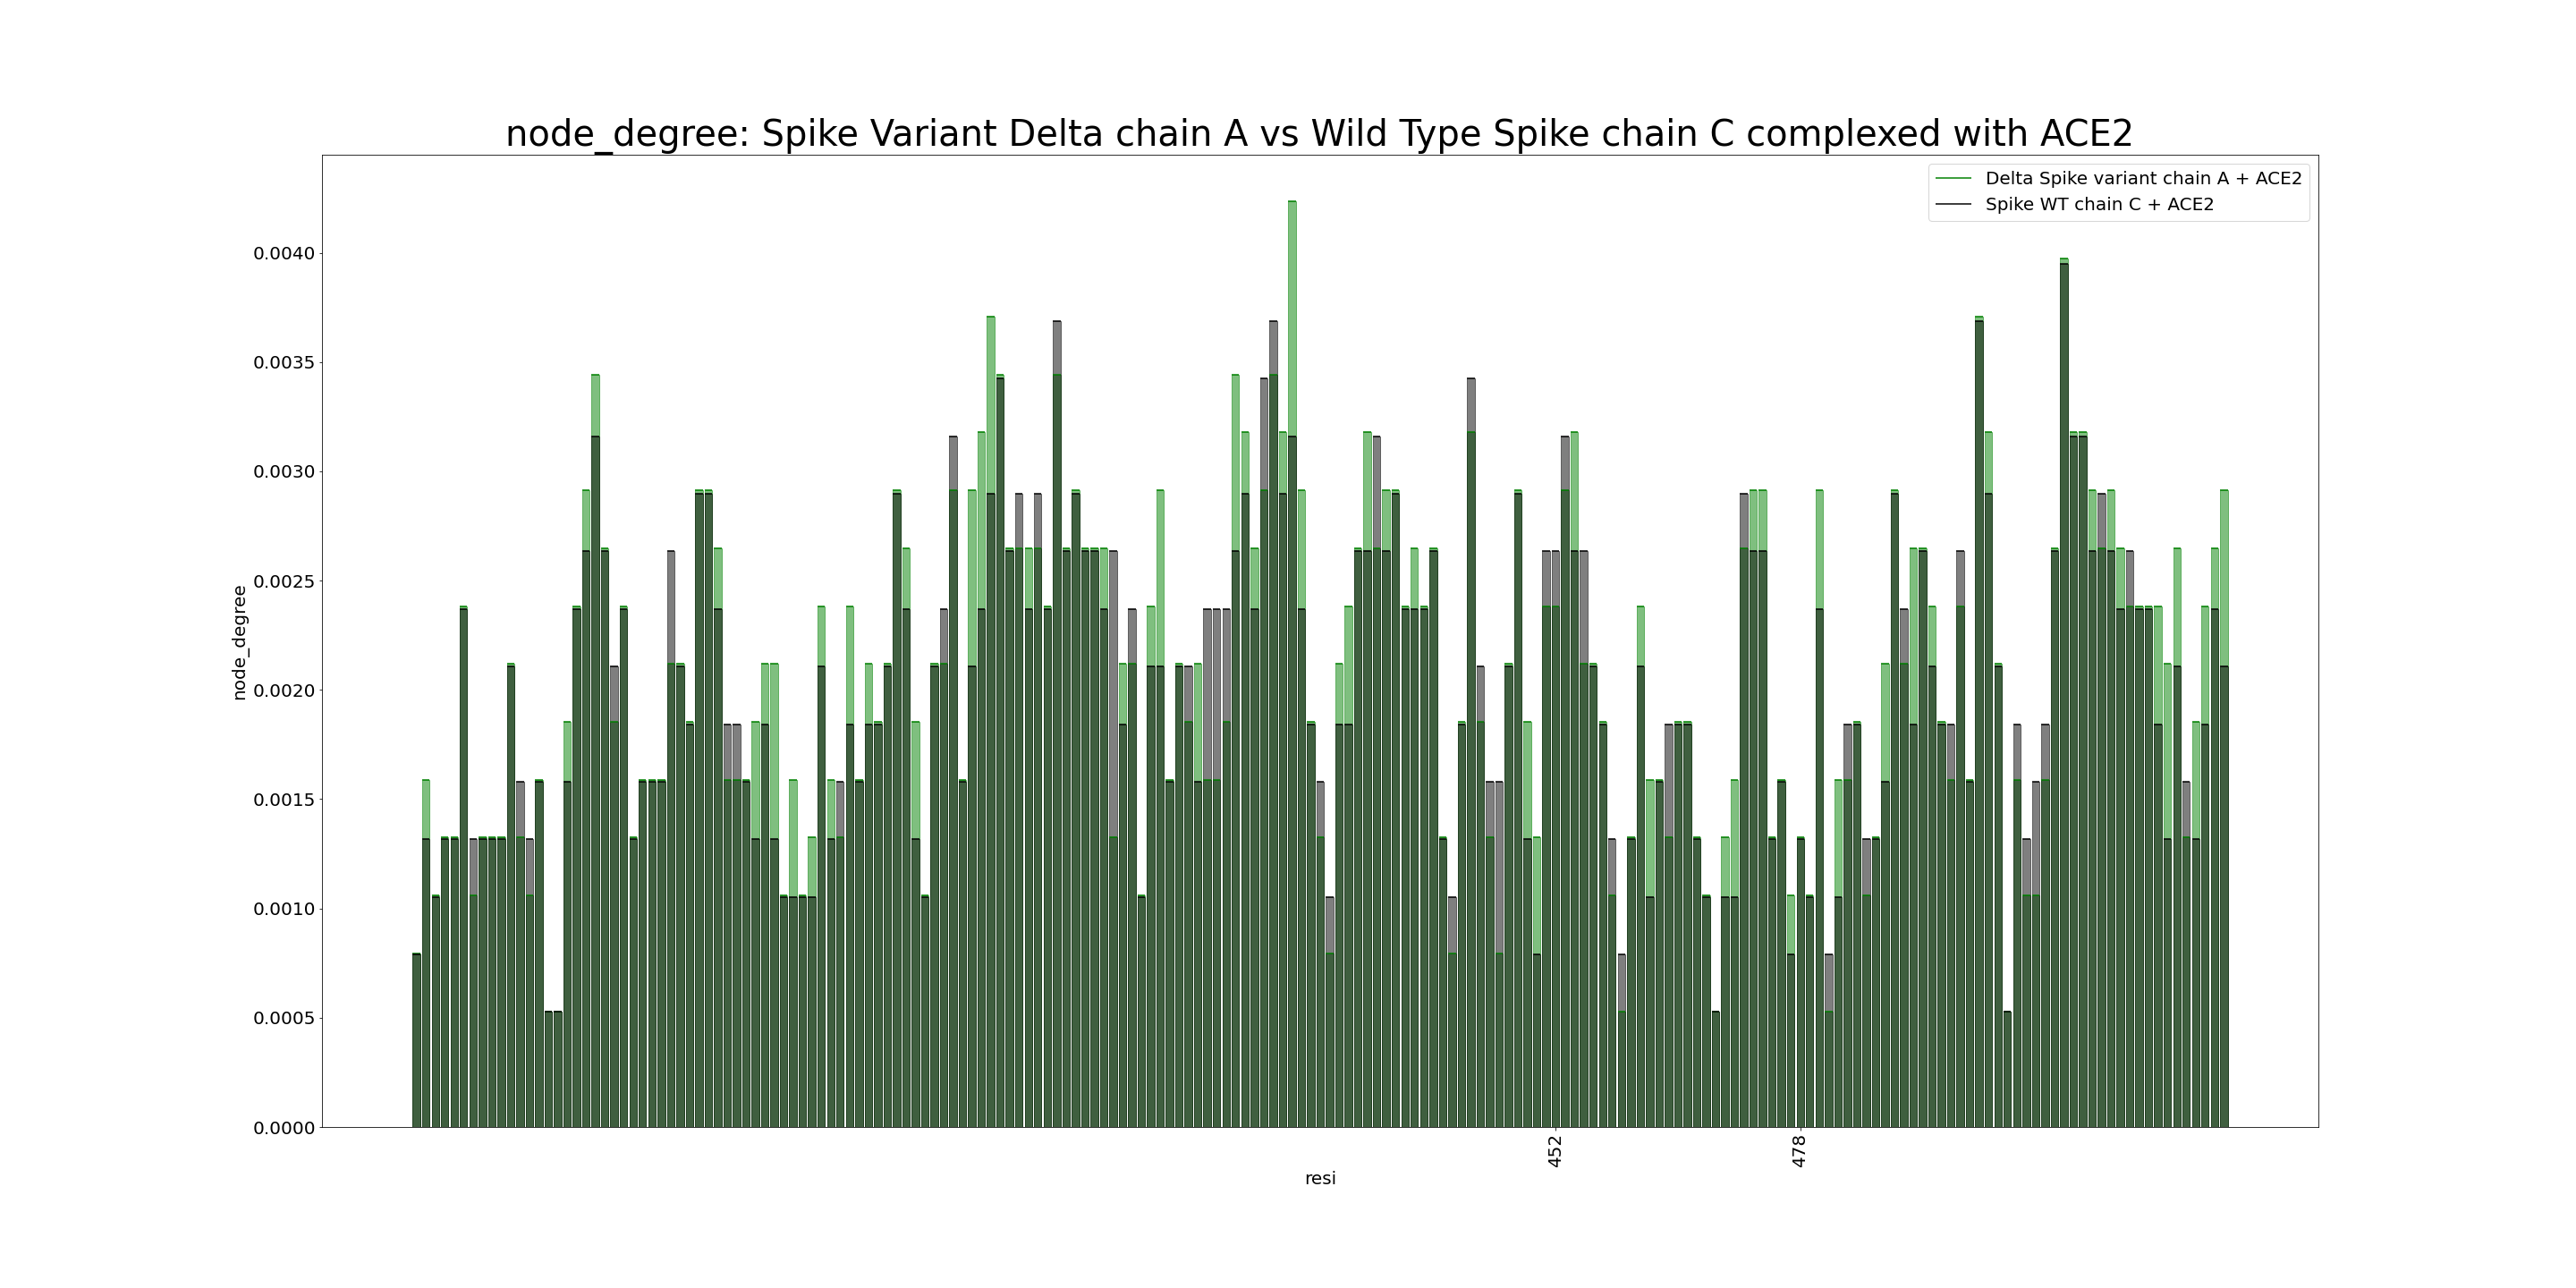 node_degree: Spike Variant Delta chain A vs Wild Type Spike chain C complexed with ACE2
Delta Spike variant chain A + ACE2
Spike WT chain C + ACE2
0.0040
0.0035
0.0030
0.0025
0.0020
0.0015
0.0010
0.0005
0.0000
node_degree
452
478
resi